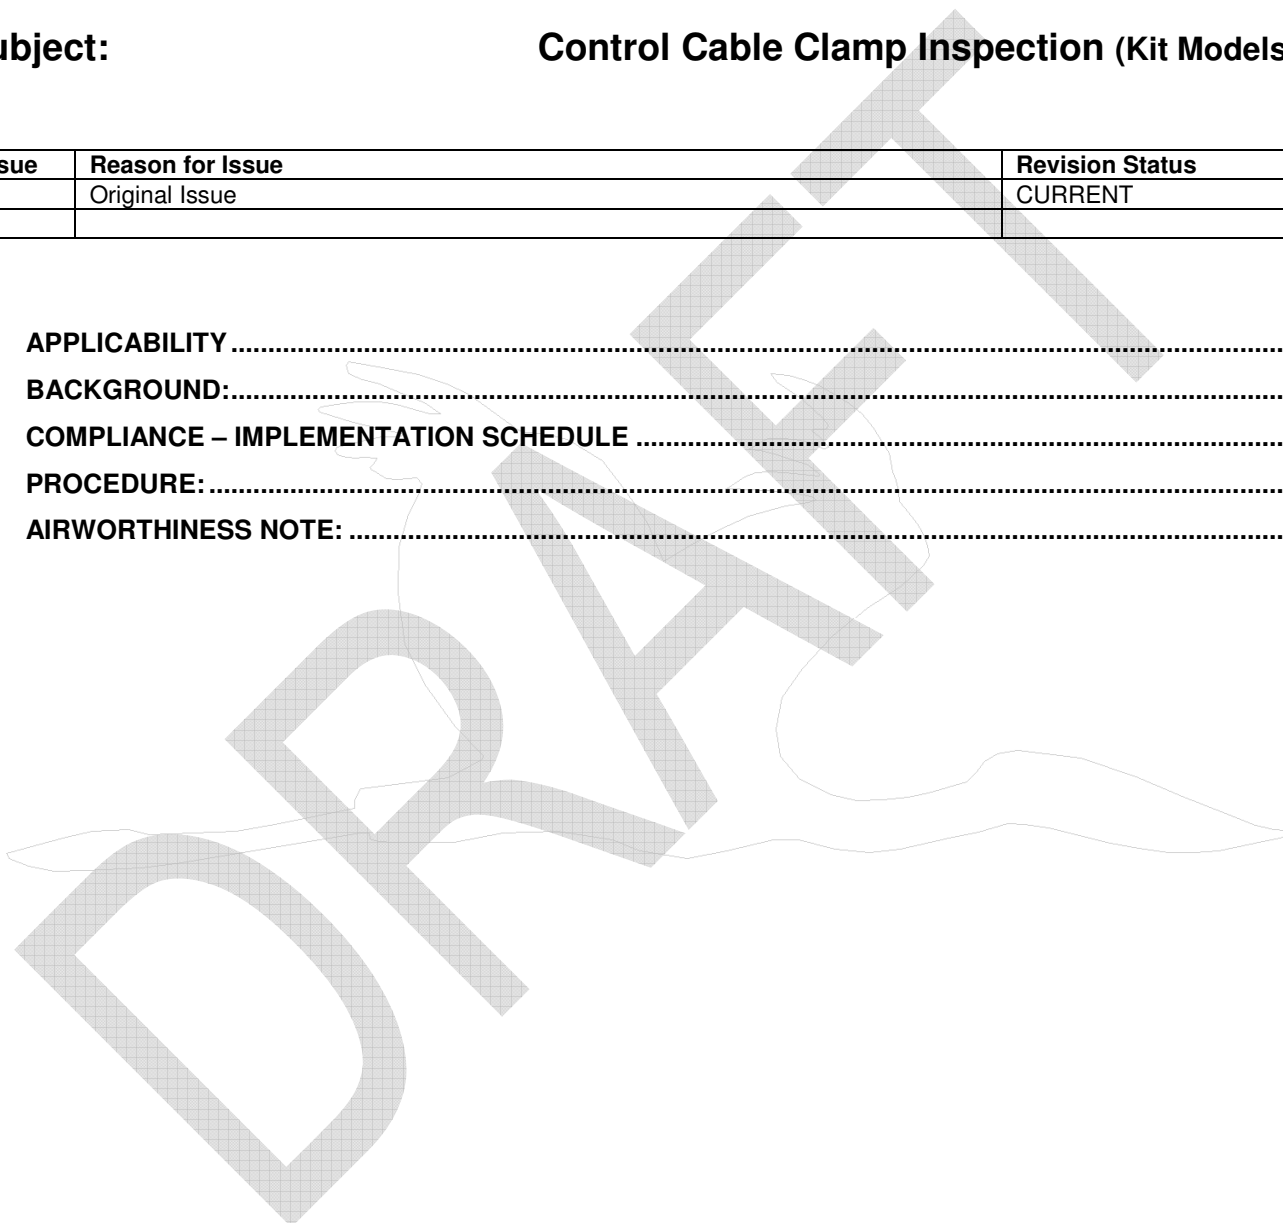 ubject: Control Cable Clamp Inspection (Kit Models
sue Reason for Issue Revision Status
Original Issue CURRENT
APPLICABILITY
BACKGROUND:
COMPLIANCE – IMPLEMENTATION SCHEDULE
PROCEDURE:
AIRWORTHINESS NOTE:
DRAFT